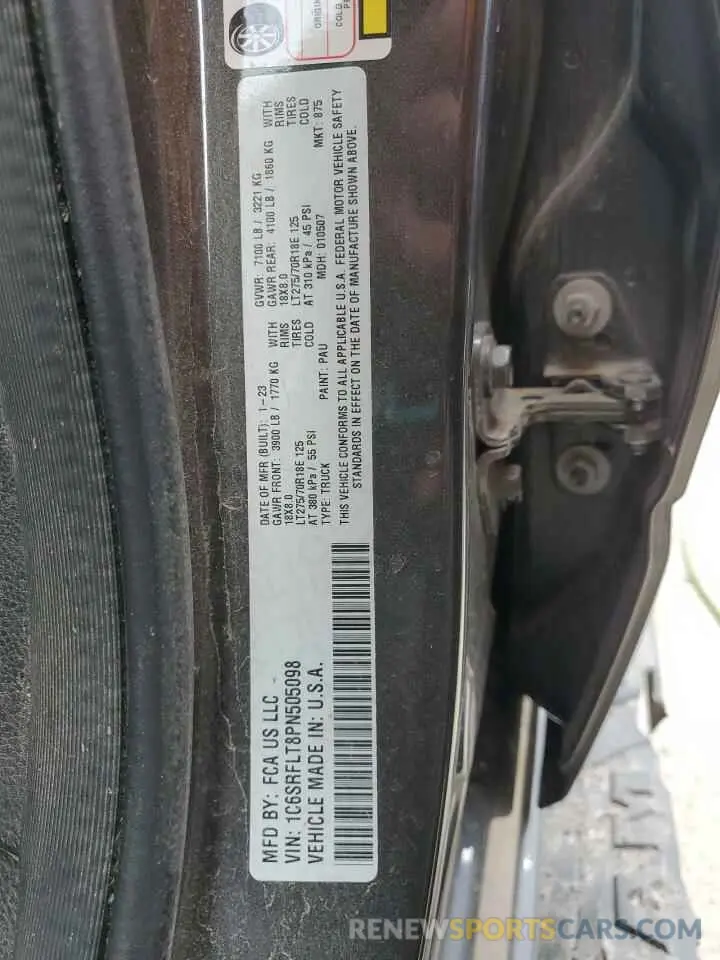 ORIGIN
COLD
MFD BY: FCA US LLC
VIN: 1C6SRFLT8PN505098
VEHICLE MADE IN: U.S.A.
DATE OF MFR (BUILT): 1-23 GVWR: 7100 LB / 3221 KG
GAWR FRONT: 3900 LB / 1770 KG WITH GAWR REAR: 4100 LB / 1860 KG WITH
18X8.0 RIMS 18X8.0 RIMS
LT275/70R18E 125 TIRES LT275/70R18E 125 TIRES
AT 380 kPa / 55 PSI COLD AT 310 kPa / 45 PSI COLD
TYPE: TRUCK PAINT: PAU MDH: 010507 MKT: 875
THIS VEHICLE CONFORMS TO ALL APPLICABLE U.S.A. FEDERAL MOTOR VEHICLE SAFETY
STANDARDS IN EFFECT ON THE DATE OF MANUFACTURE SHOWN ABOVE.
RENEWSPORTSCARS.COM